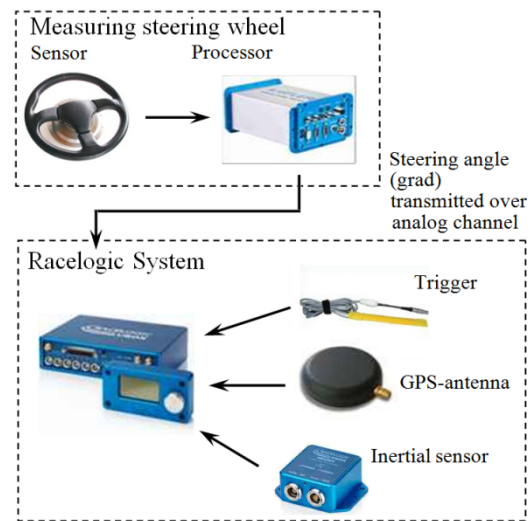 Measuring steering wheel
Sensor
Processor
Steering angle
(grad)
transmitted over
analog channel
Racelogic System
Trigger
GPS-antenna
Inertial sensor